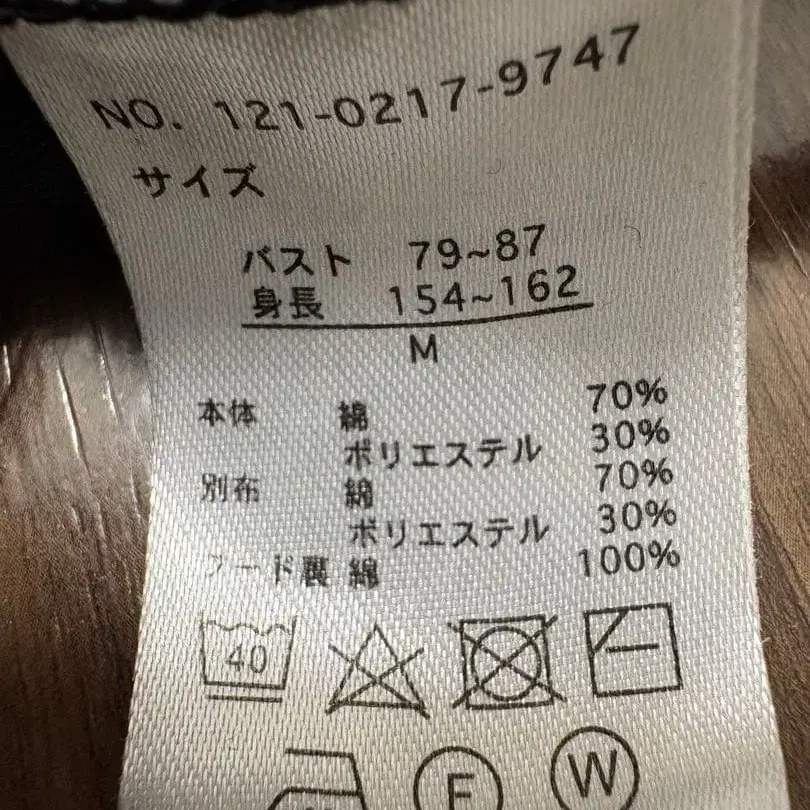 NO. 121-0217-9747
サイズ
バスト 79~87
身長 154~162
M
本体 綿 70%
ポリエステル 30%
別布 綿 70%
ポリエステル 30%
フード裏 綿 100%
40
F W